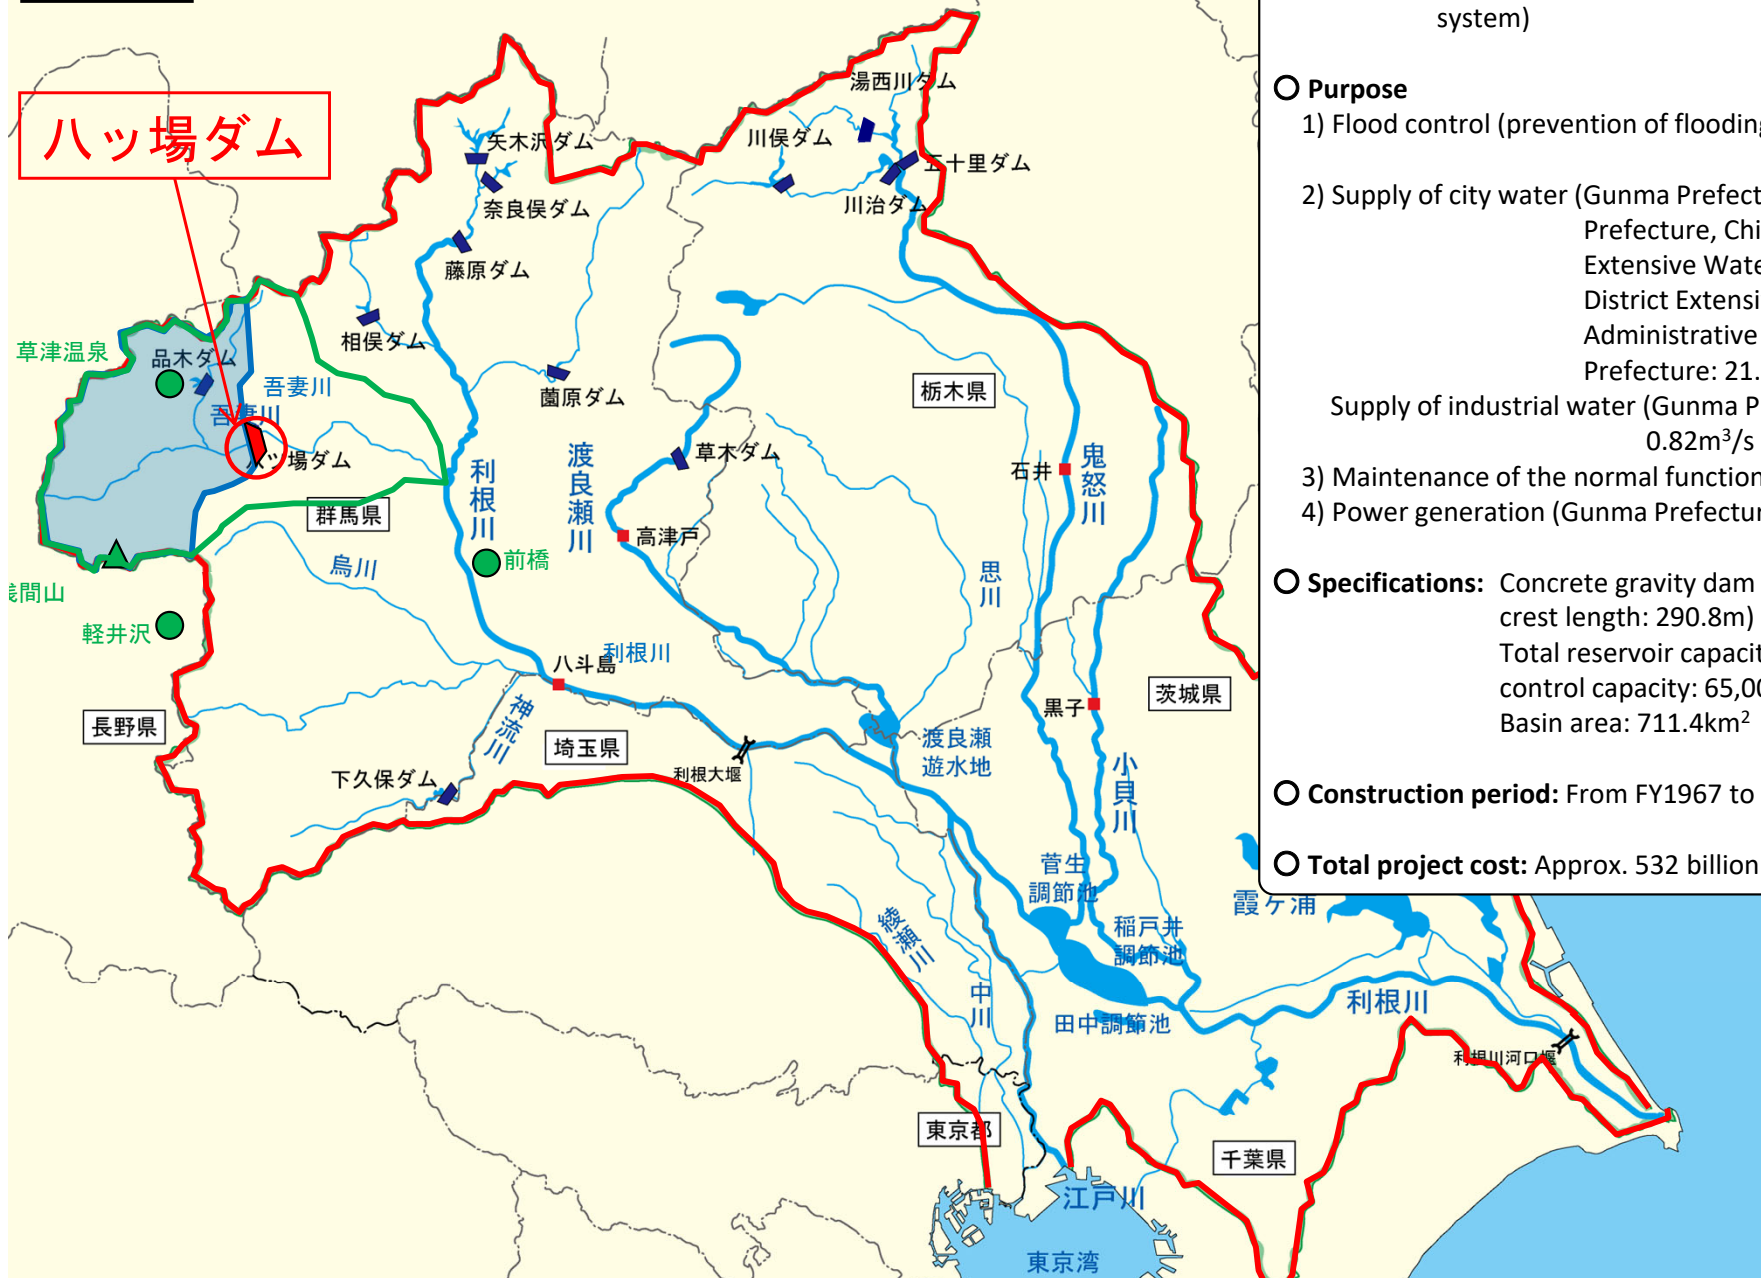 system)
Purpose
1) Flood control (prevention of flooding
2) Supply of city water (Gunma Prefect
Prefecture, Chi
Extensive Wate
District Extensi
Administrative
Prefecture: 21.
Supply of industrial water (Gunma P
0.82m³/s
3) Maintenance of the normal function
4) Power generation (Gunma Prefectur
Specifications: Concrete gravity dam
crest length: 290.8m)
Total reservoir capacit
control capacity: 65,00
Basin area: 711.4km²
Construction period: From FY1967 to
Total project cost: Approx. 532 billion
八ッ場ダム
矢木沢ダム
奈良俣ダム
藤原ダム
相俣ダム
薗原ダム
湯西川ダム
川俣ダム
五十里ダム
川治ダム
草津温泉
品木ダム
吾妻川
吾妻川
八ッ場ダム
群馬県
利根川
渡良瀬川
草木ダム
高津戸
栃木県
石井
鬼怒川
前橋
烏川
思川
間山
軽井沢
八斗島
利根川
神流川
長野県
埼玉県
利根大堰
下久保ダム
渡良瀬
遊水地
黒子
茨城県
小貝川
菅生
調節池
稲戸井
調節池
霞ヶ浦
綾瀬川
中川
田中調節池
利根川
利根川河口堰
東京都
千葉県
江戸川
東京湾